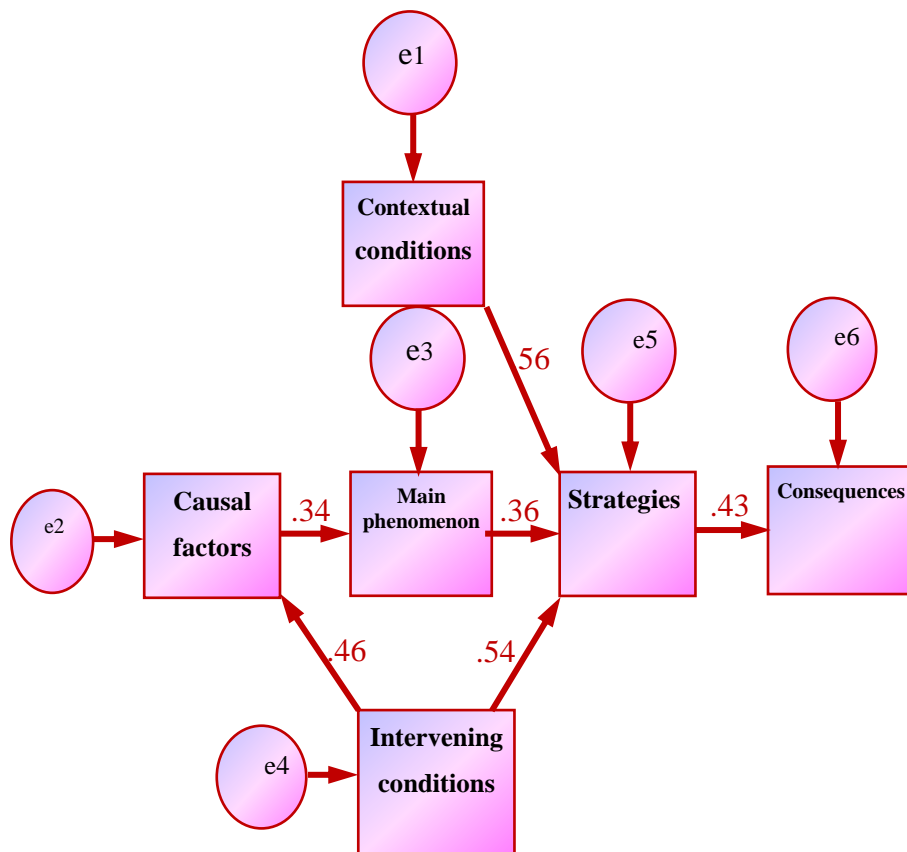 e1
Contextual
conditions
e3
e5
e6
56
Causal
factors
.34
Main
phenomenon
.36
Strategies
.43
Consequences
e2
.46
.54
Intervening
conditions
e4